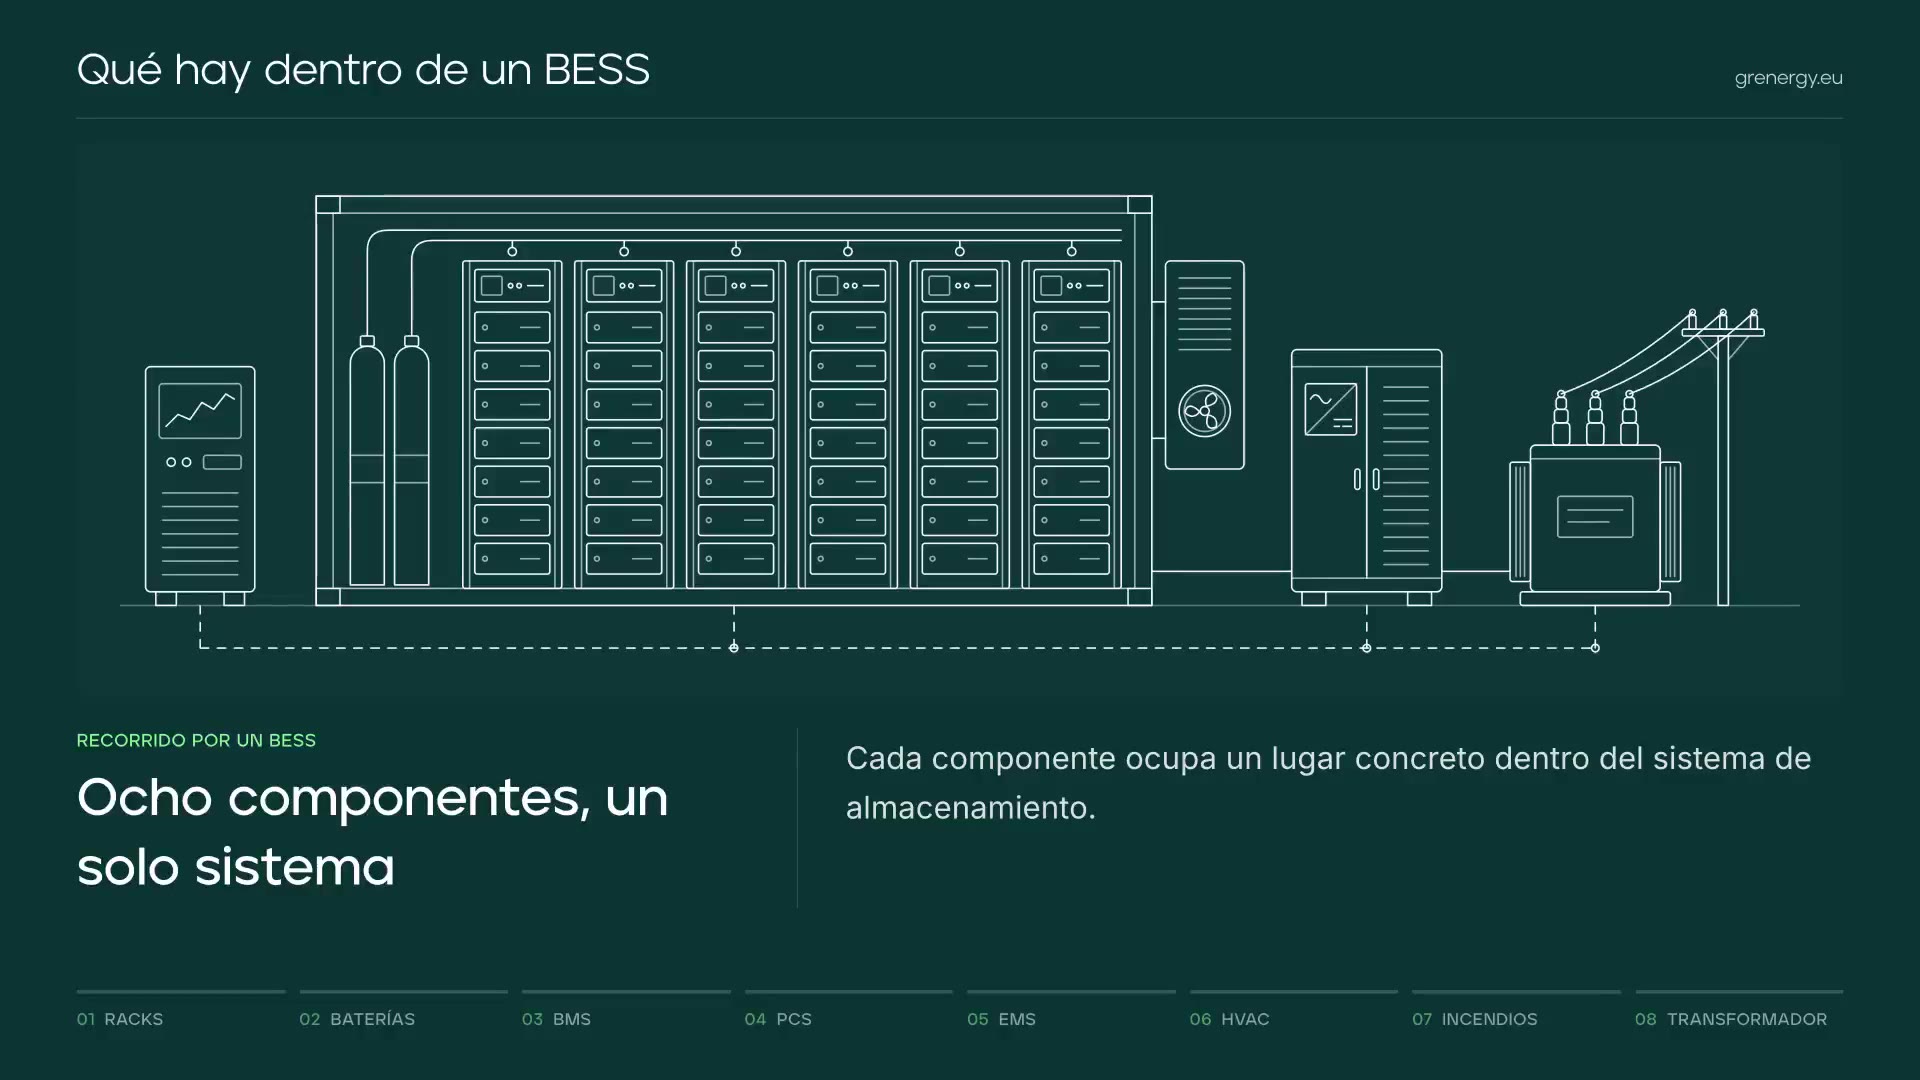 Qué hay dentro de un BESS
grenergy.eu
RECORRIDO POR UN BESS
Ocho componentes, un
solo sistema
Cada componente ocupa un lugar concreto dentro del sistema de
almacenamiento.
01 RACKS
02 BATERÍAS
03 BMS
04 PCS
05 EMS
06 HVAC
07 INCENDIOS
08 TRANSFORMADOR